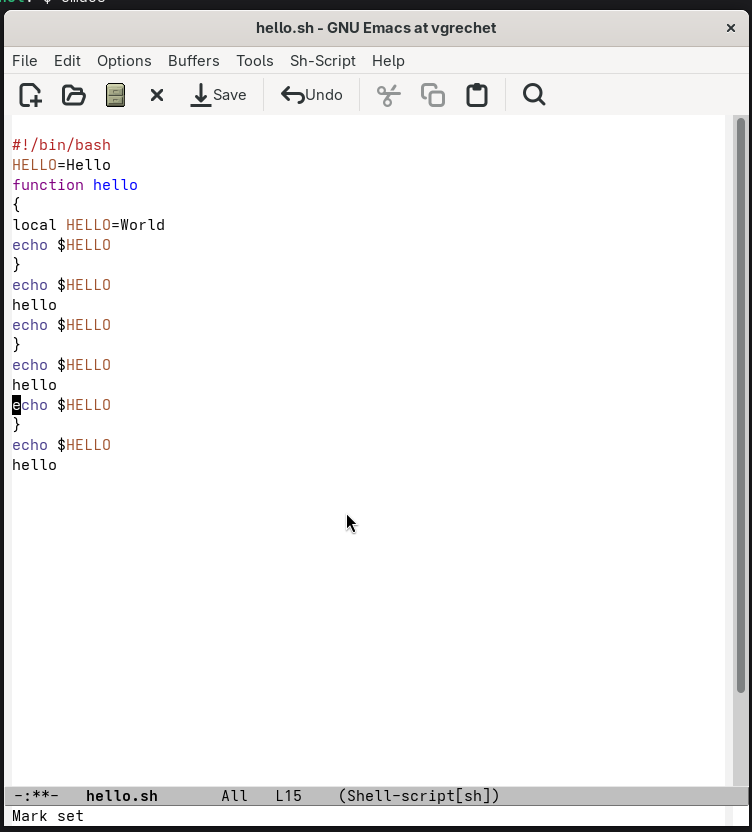 $ emacs
hello.sh - GNU Emacs at vgrechet
File Edit Options Buffers Tools Sh-Script Help
Save Undo
#!/bin/bash
HELLO=Hello
function hello
{
local HELLO=World
echo $HELLO
}
echo $HELLO
hello
echo $HELLO
}
echo $HELLO
hello
echo $HELLO
}
echo $HELLO
hello
-:**- hello.sh All L15 (Shell-script[sh])
Mark set